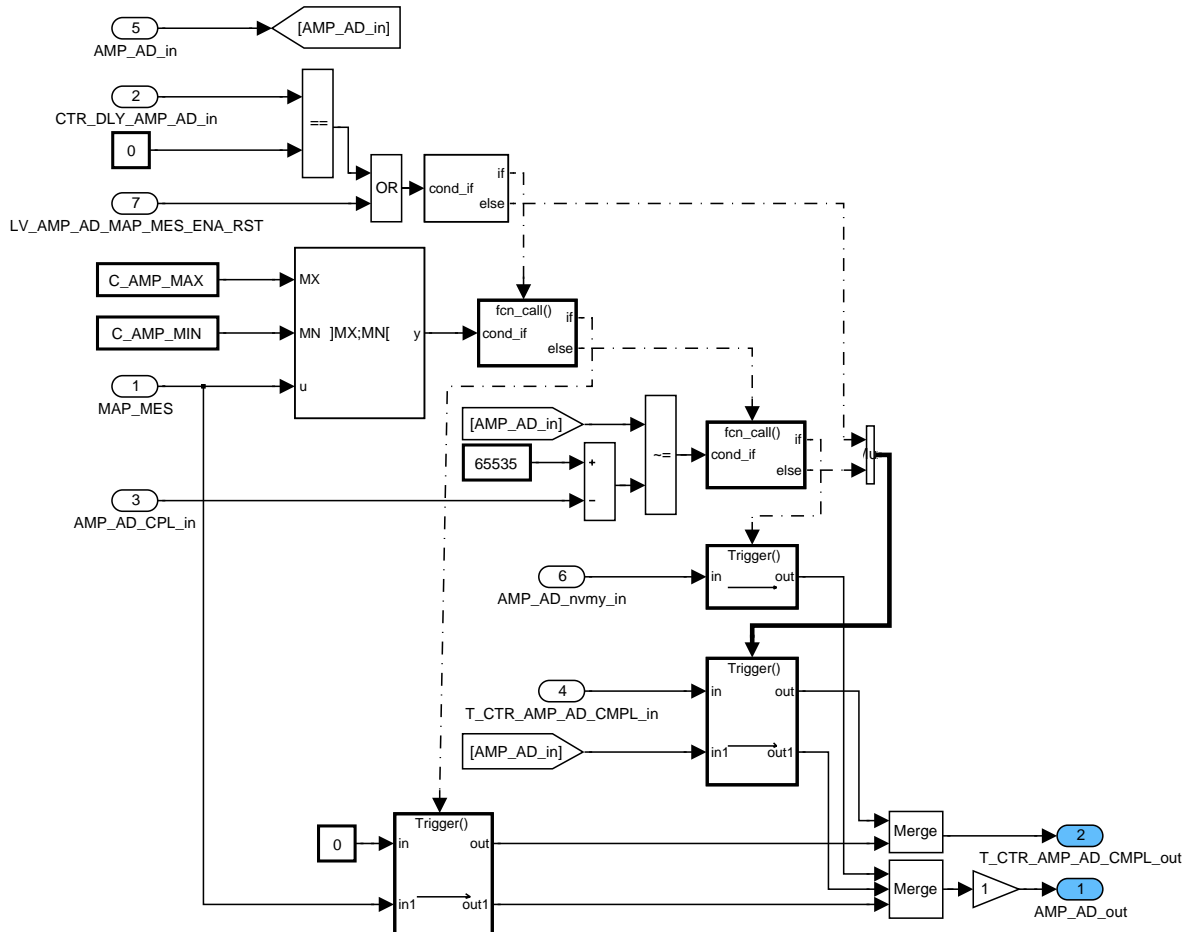 5
[AMP_AD_in]
AMP_AD_in
2
CTR_DLY_AMP_AD_in
==
0
OR
cond_if
if
else
7
LV_AMP_AD_MAP_MES_ENA_RST
C_AMP_MAX
MX
fcn_call()
if
cond_if
else
C_AMP_MIN
MN
]MX;MN[
y
1
MAP_MES
u
[AMP_AD_in]
~=
fcn_call()
if
cond_if
else
65535
+
−
3
AMP_AD_CPL_in
Trigger()
in
out
6
AMP_AD_nvmy_in
Trigger()
in
out
4
T_CTR_AMP_AD_CMPL_in
[AMP_AD_in]
in1
out1
Trigger()
0
in
out
Merge
2
T_CTR_AMP_AD_CMPL_out
in1
out1
Merge
1
1
AMP_AD_out